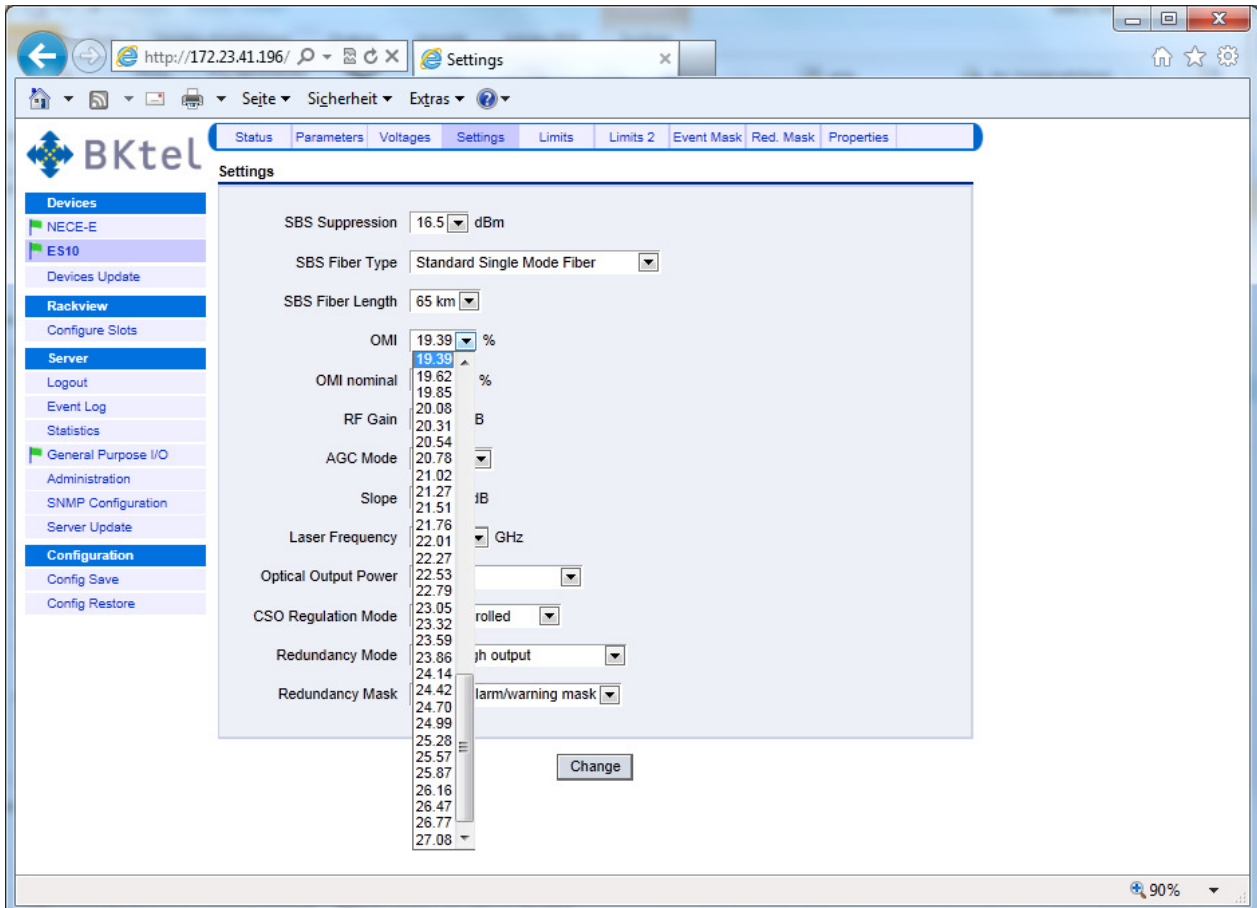 http://172.23.41.196/
Settings
Seite Sicherheit Extras
BKtel
Status Parameters Voltages Settings Limits Limits 2 Event Mask Red. Mask Properties
Settings
Devices
NECE-E
ES10
Devices Update
Rackview
Configure Slots
Server
Logout
Event Log
Statistics
General Purpose I/O
Administration
SNMP Configuration
Server Update
Configuration
Config Save
Config Restore
SBS Suppression 16.5 dBm
SBS Fiber Type Standard Single Mode Fiber
SBS Fiber Length 65 km
OMI 19.39 %
19.39
19.62
19.85
20.08
20.31
20.54
20.78
21.02
21.27
21.51
21.76
22.01
22.27
22.53
22.79
23.05
23.32
23.59
23.86
24.14
24.42
24.70
24.99
25.28
25.57
25.87
26.16
26.47
26.77
27.08
OMI nominal %
RF Gain B
AGC Mode
Slope dB
Laser Frequency GHz
Optical Output Power
CSO Regulation Mode rolled
Redundancy Mode gh output
Redundancy Mask larm/warning mask
Change
90%